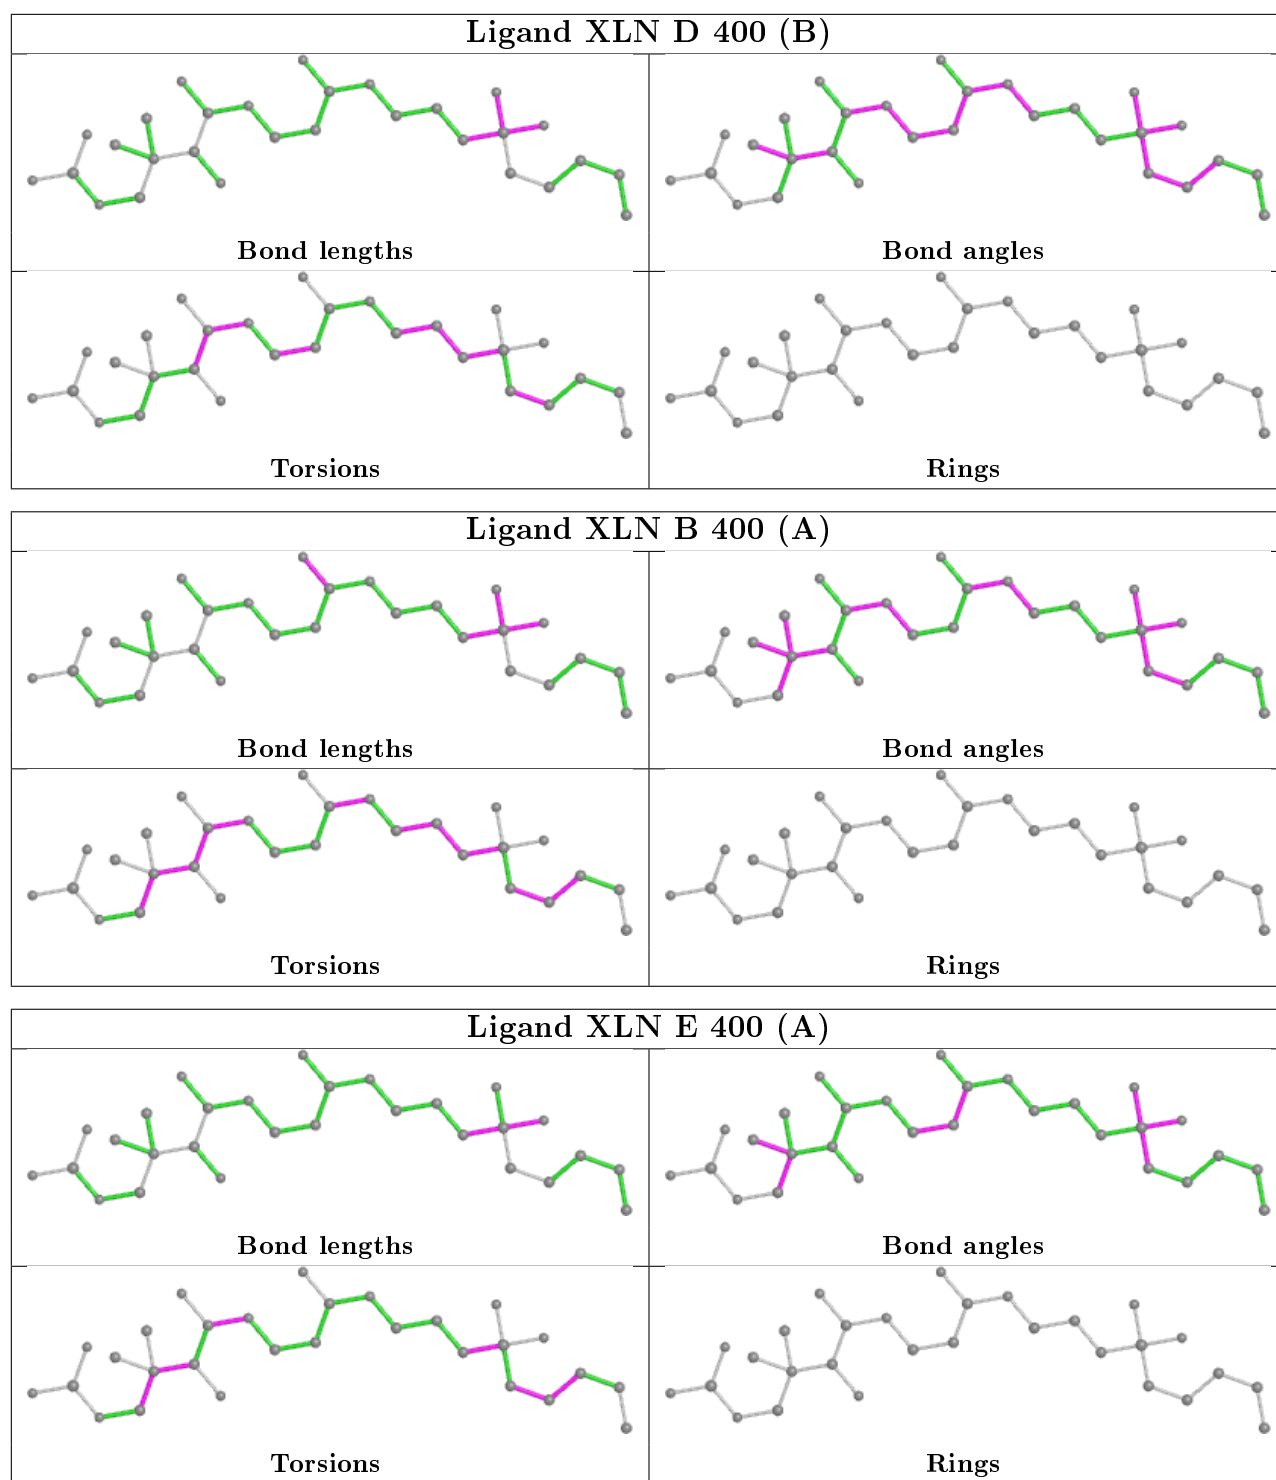 Ligand XLN D 400 (B)
Bond lengths
Bond angles
Torsions
Rings
Ligand XLN B 400 (A)
Bond lengths
Bond angles
Torsions
Rings
Ligand XLN E 400 (A)
Bond lengths
Bond angles
Torsions
Rings